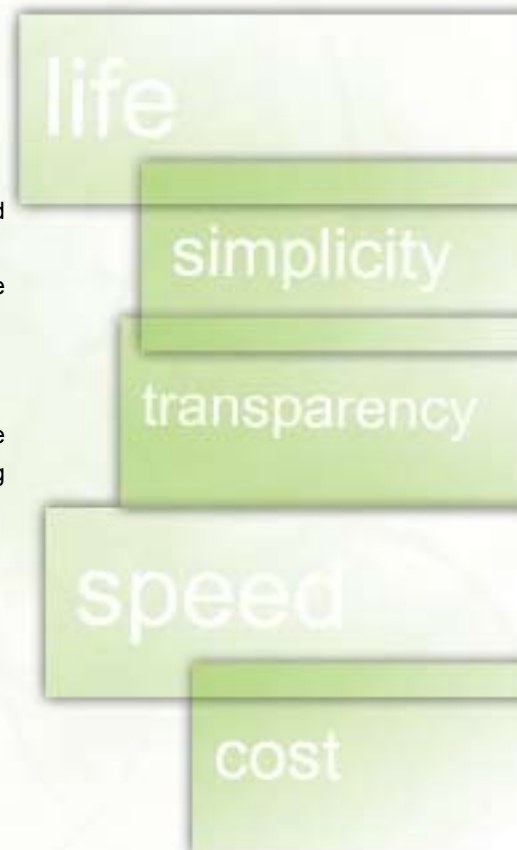 life
d
simplicity
e
transparency
e
g
speed
cost